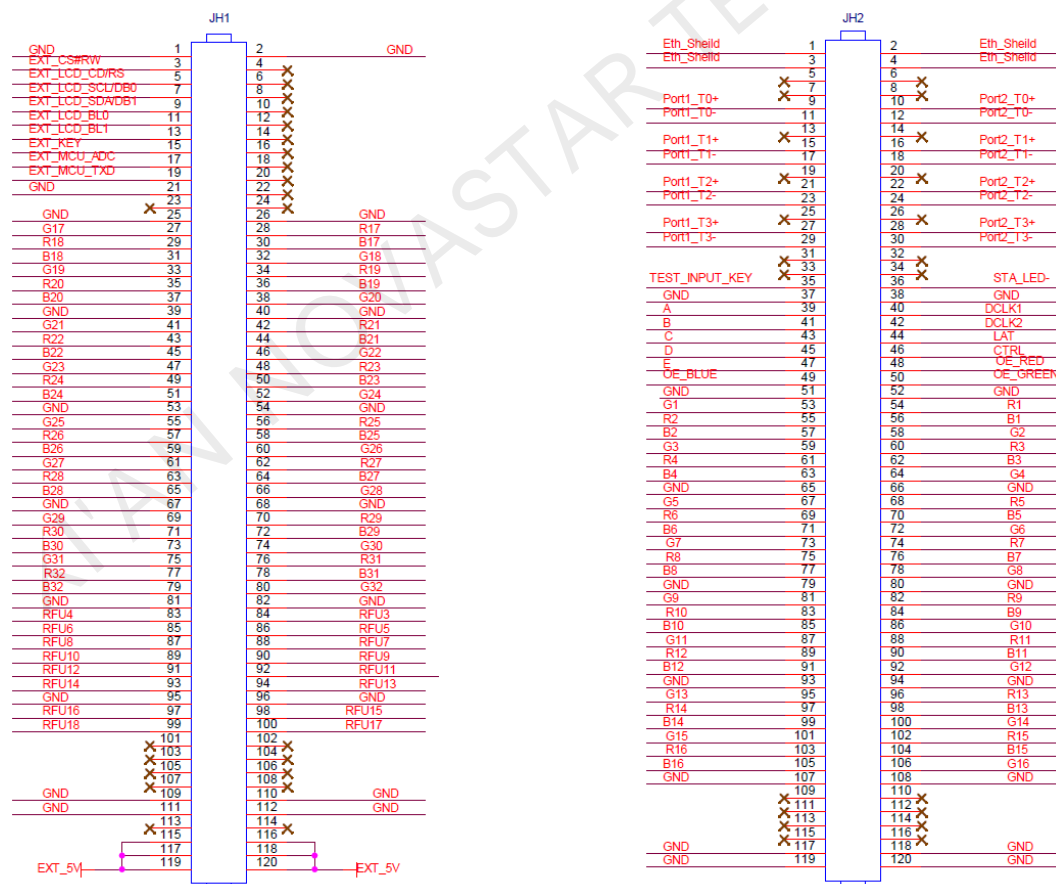 JH1
GND 1 2 GND
EXT_CS#RW 3 4
EXT_LCD_CD/RS 5 6
EXT_LCD_SCL/DB0 7 8
EXT_LCD_SDA/DB1 9 10
EXT_LCD_BL0 11 12
EXT_LCD_BL1 13 14
EXT_KEY 15 16
EXT_MCU_ADC 17 18
EXT_MCU_TXD 19 20
GND 21 22
23 24
GND 25 26 GND
G17 27 28 R17
R18 29 30 B17
B18 31 32 G18
G19 33 34 R19
R20 35 36 B19
B20 37 38 G20
GND 39 40 GND
G21 41 42 R21
R22 43 44 B21
B22 45 46 G22
G23 47 48 R23
R24 49 50 B23
B24 51 52 G24
GND 53 54 GND
G25 55 56 R25
R26 57 58 B25
B26 59 60 G26
G27 61 62 R27
R28 63 64 B27
B28 65 66 G28
GND 67 68 GND
G29 69 70 R29
R30 71 72 B29
B30 73 74 G30
G31 75 76 R31
R32 77 78 B31
B32 79 80 G32
GND 81 82 GND
RFU4 83 84 RFU3
RFU6 85 86 RFU5
RFU8 87 88 RFU7
RFU10 89 90 RFU9
RFU12 91 92 RFU11
RFU14 93 94 RFU13
GND 95 96 GND
RFU16 97 98 RFU15
RFU18 99 100 RFU17
101 102
103 104
105 106
107 108
GND 109 110 GND
GND 111 112 GND
113 114
115 116
117 118
EXT_5V 119 120 EXT_5V
JH2
Eth_Sheild 1 2 Eth_Sheild
Eth_Sheild 3 4 Eth_Sheild
5 6
7 8
Port1_T0+ 9 10 Port2_T0+
Port1_T0- 11 12 Port2_T0-
13 14
Port1_T1+ 15 16 Port2_T1+
Port1_T1- 17 18 Port2_T1-
19 20
Port1_T2+ 21 22 Port2_T2+
Port1_T2- 23 24 Port2_T2-
25 26
Port1_T3+ 27 28 Port2_T3+
Port1_T3- 29 30 Port2_T3-
31 32
33 34
TEST_INPUT_KEY 35 36 STA_LED-
GND 37 38 GND
A 39 40 DCLK1
B 41 42 DCLK2
C 43 44 LAT
D 45 46 CTRL
E 47 48 OE_RED
OE_BLUE 49 50 OE_GREEN
GND 51 52 GND
G1 53 54 R1
R2 55 56 B1
B2 57 58 G2
G3 59 60 R3
R4 61 62 B3
B4 63 64 G4
GND 65 66 GND
G5 67 68 R5
R6 69 70 B5
B6 71 72 G6
G7 73 74 R7
R8 75 76 B7
B8 77 78 G8
GND 79 80 GND
G9 81 82 R9
R10 83 84 B9
B10 85 86 G10
G11 87 88 R11
R12 89 90 B11
B12 91 92 G12
GND 93 94 GND
G13 95 96 R13
R14 97 98 B13
B14 99 100 G14
G15 101 102 R15
R16 103 104 B15
B16 105 106 G16
GND 107 108 GND
109 110
111 112
113 114
115 116
GND 117 118 GND
GND 119 120 GND
I'AN NOVASTAR TE